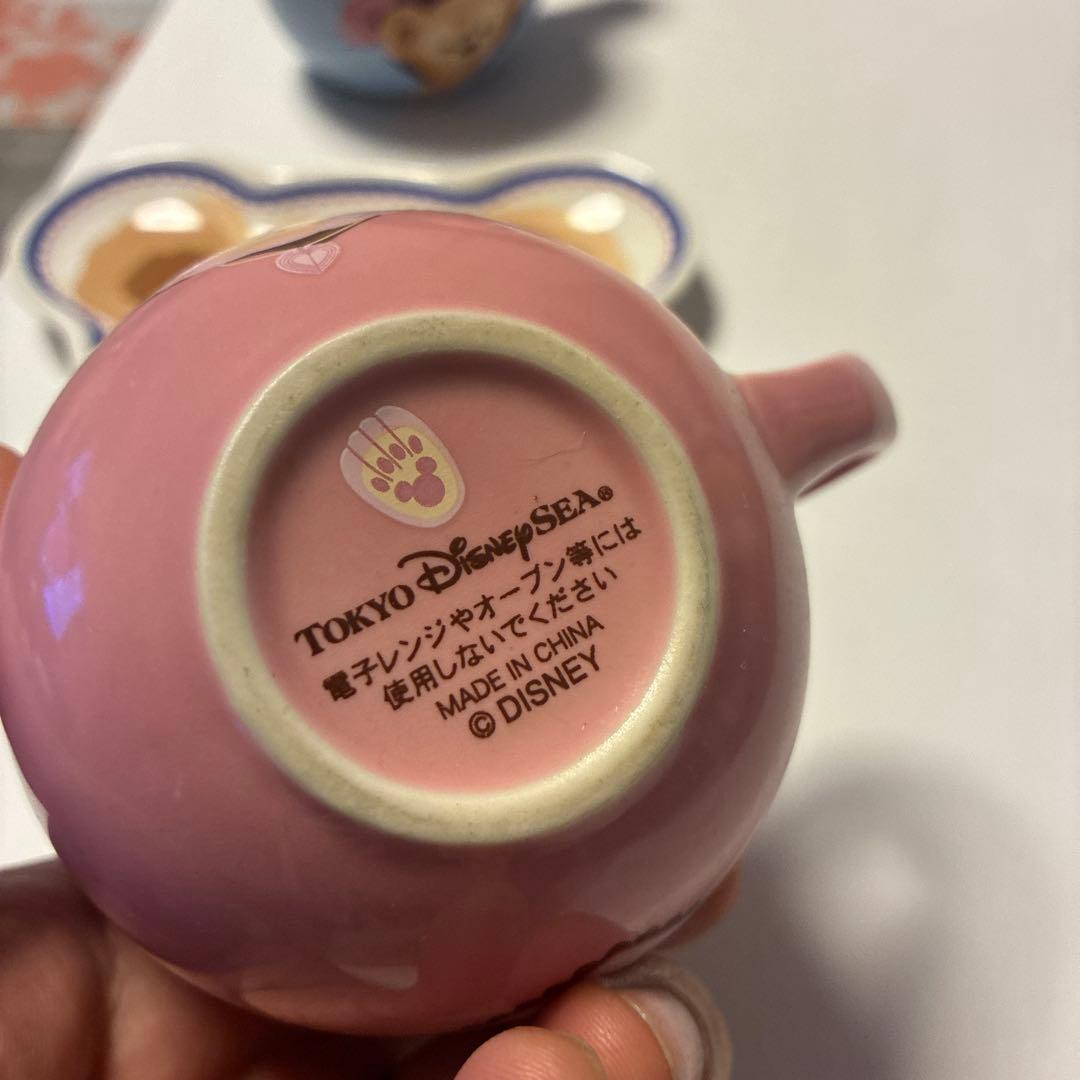 TOKYO DISNEYSEA®
電子レンジやオーブン等には
使用しないでください
MADE IN CHINA
© DISNEY